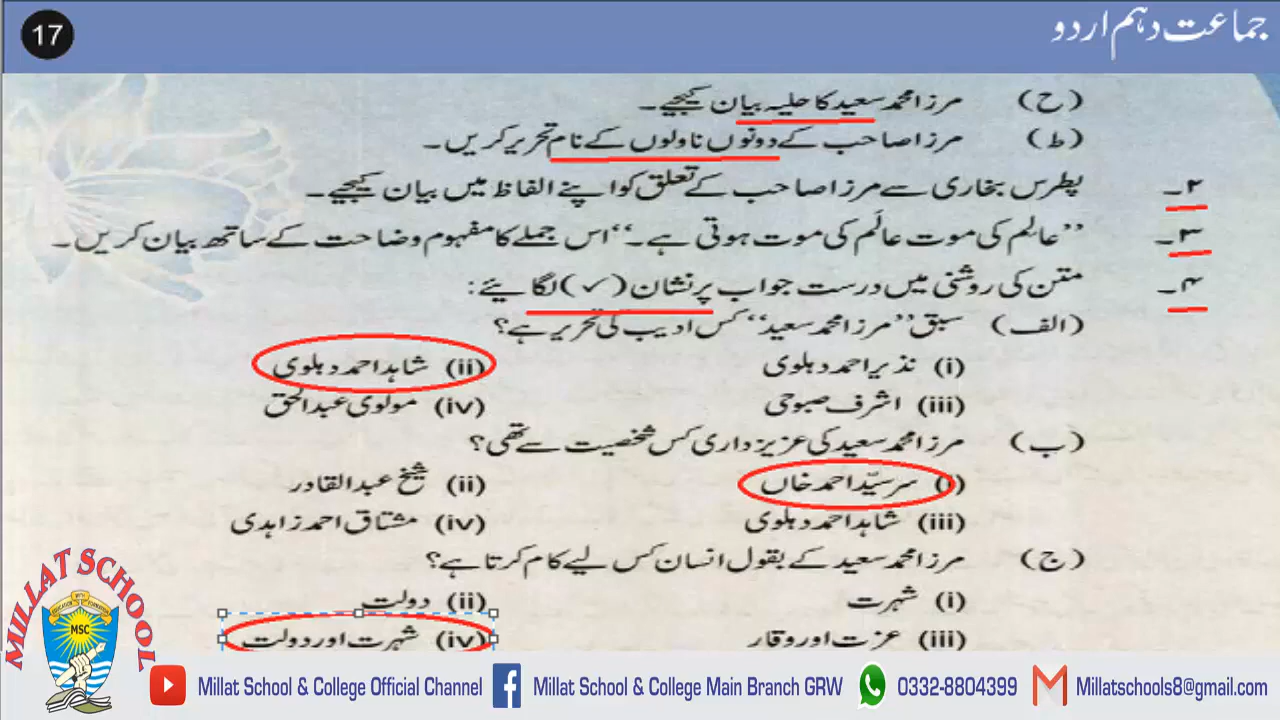 جماعت دہم اردو
17
(ح) مرزا محمد سعید کا حلیہ بیان کیجیے۔
(ط) مرزا صاحب کے دونوں ناولوں کے نام تحریر کریں۔
۲۔ پطرس بخاری سے مرزا صاحب کے تعلق کو اپنے الفاظ میں بیان کیجیے۔
۳۔ ‘‘عالِم کی موت عالَم کی موت ہوتی ہے۔’’ اس جملے کا مفہوم وضاحت کے ساتھ بیان کریں۔
۴۔ متن کی روشنی میں درست جواب پر نشان (✓) لگائیے:
(الف) سبق ‘‘مرزا محمد سعید’’ کس ادیب کی تحریر ہے؟
(i) نذیر احمد دہلوی (ii) شاہد احمد دہلوی
(iii) اشرف صبوحی (iv) مولوی عبدالحق
(ب) مرزا محمد سعید کی عزیز داری کس شخصیت سے تھی؟
(i) سرسیّد احمد خاں (ii) شیخ عبدالقادر
(iii) شاہد احمد دہلوی (iv) مشتاق احمد زاہدی
(ج) مرزا محمد سعید کے بقول انسان کس لیے کام کرتا ہے؟
(i) شہرت (ii) دولت
(iii) عزت اور وقار (iv) شہرت اور دولت
MILLAT SCHOOL
MSC
Millat School & College Official Channel
Millat School & College Main Branch GRW
0332-8804399
Millatschools8@gmail.com